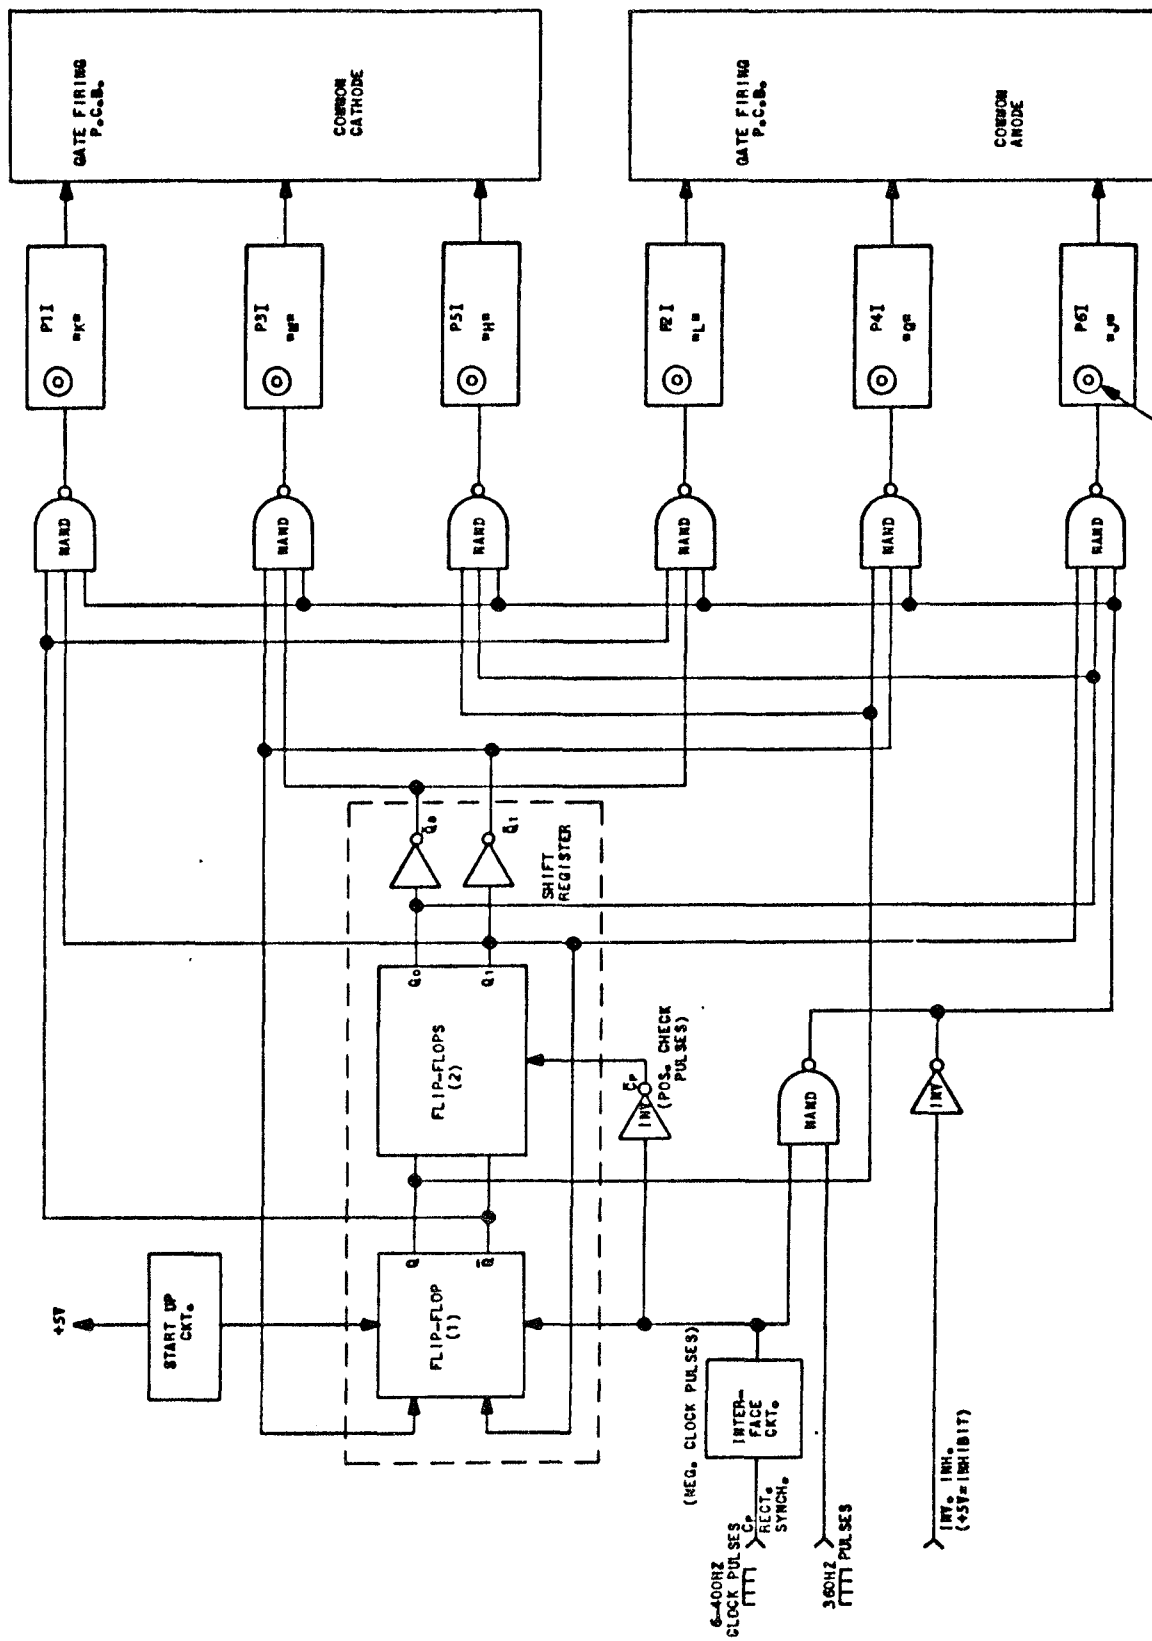 GATE FIRING
P.C.B.
COMMON
CATHODE
GATE FIRING
P.C.B.
COMMON
ANODE
P1I
"K"
P3I
"M"
P5I
"H"
P2I
"L"
P4I
"Q"
P6I
"J"
NAND
NAND
NAND
NAND
NAND
NAND
Q̄0
Q̄1
SHIFT
REGISTER
Q0
Q1
FLIP-FLOPS
(2)
C̄P
(POS. CHECK
PULSES)
INV
NAND
INV
+5V
START UP
CKT.
Q
Q̄
FLIP-FLOP
(1)
(NEG. CLOCK PULSES)
INTER-
FACE
CKT.
6-400HZ
CLOCK PULSES
CP
RECT.
SYNCH.
360HZ
PULSES
INV. INH.
(+5V=INHIBIT)